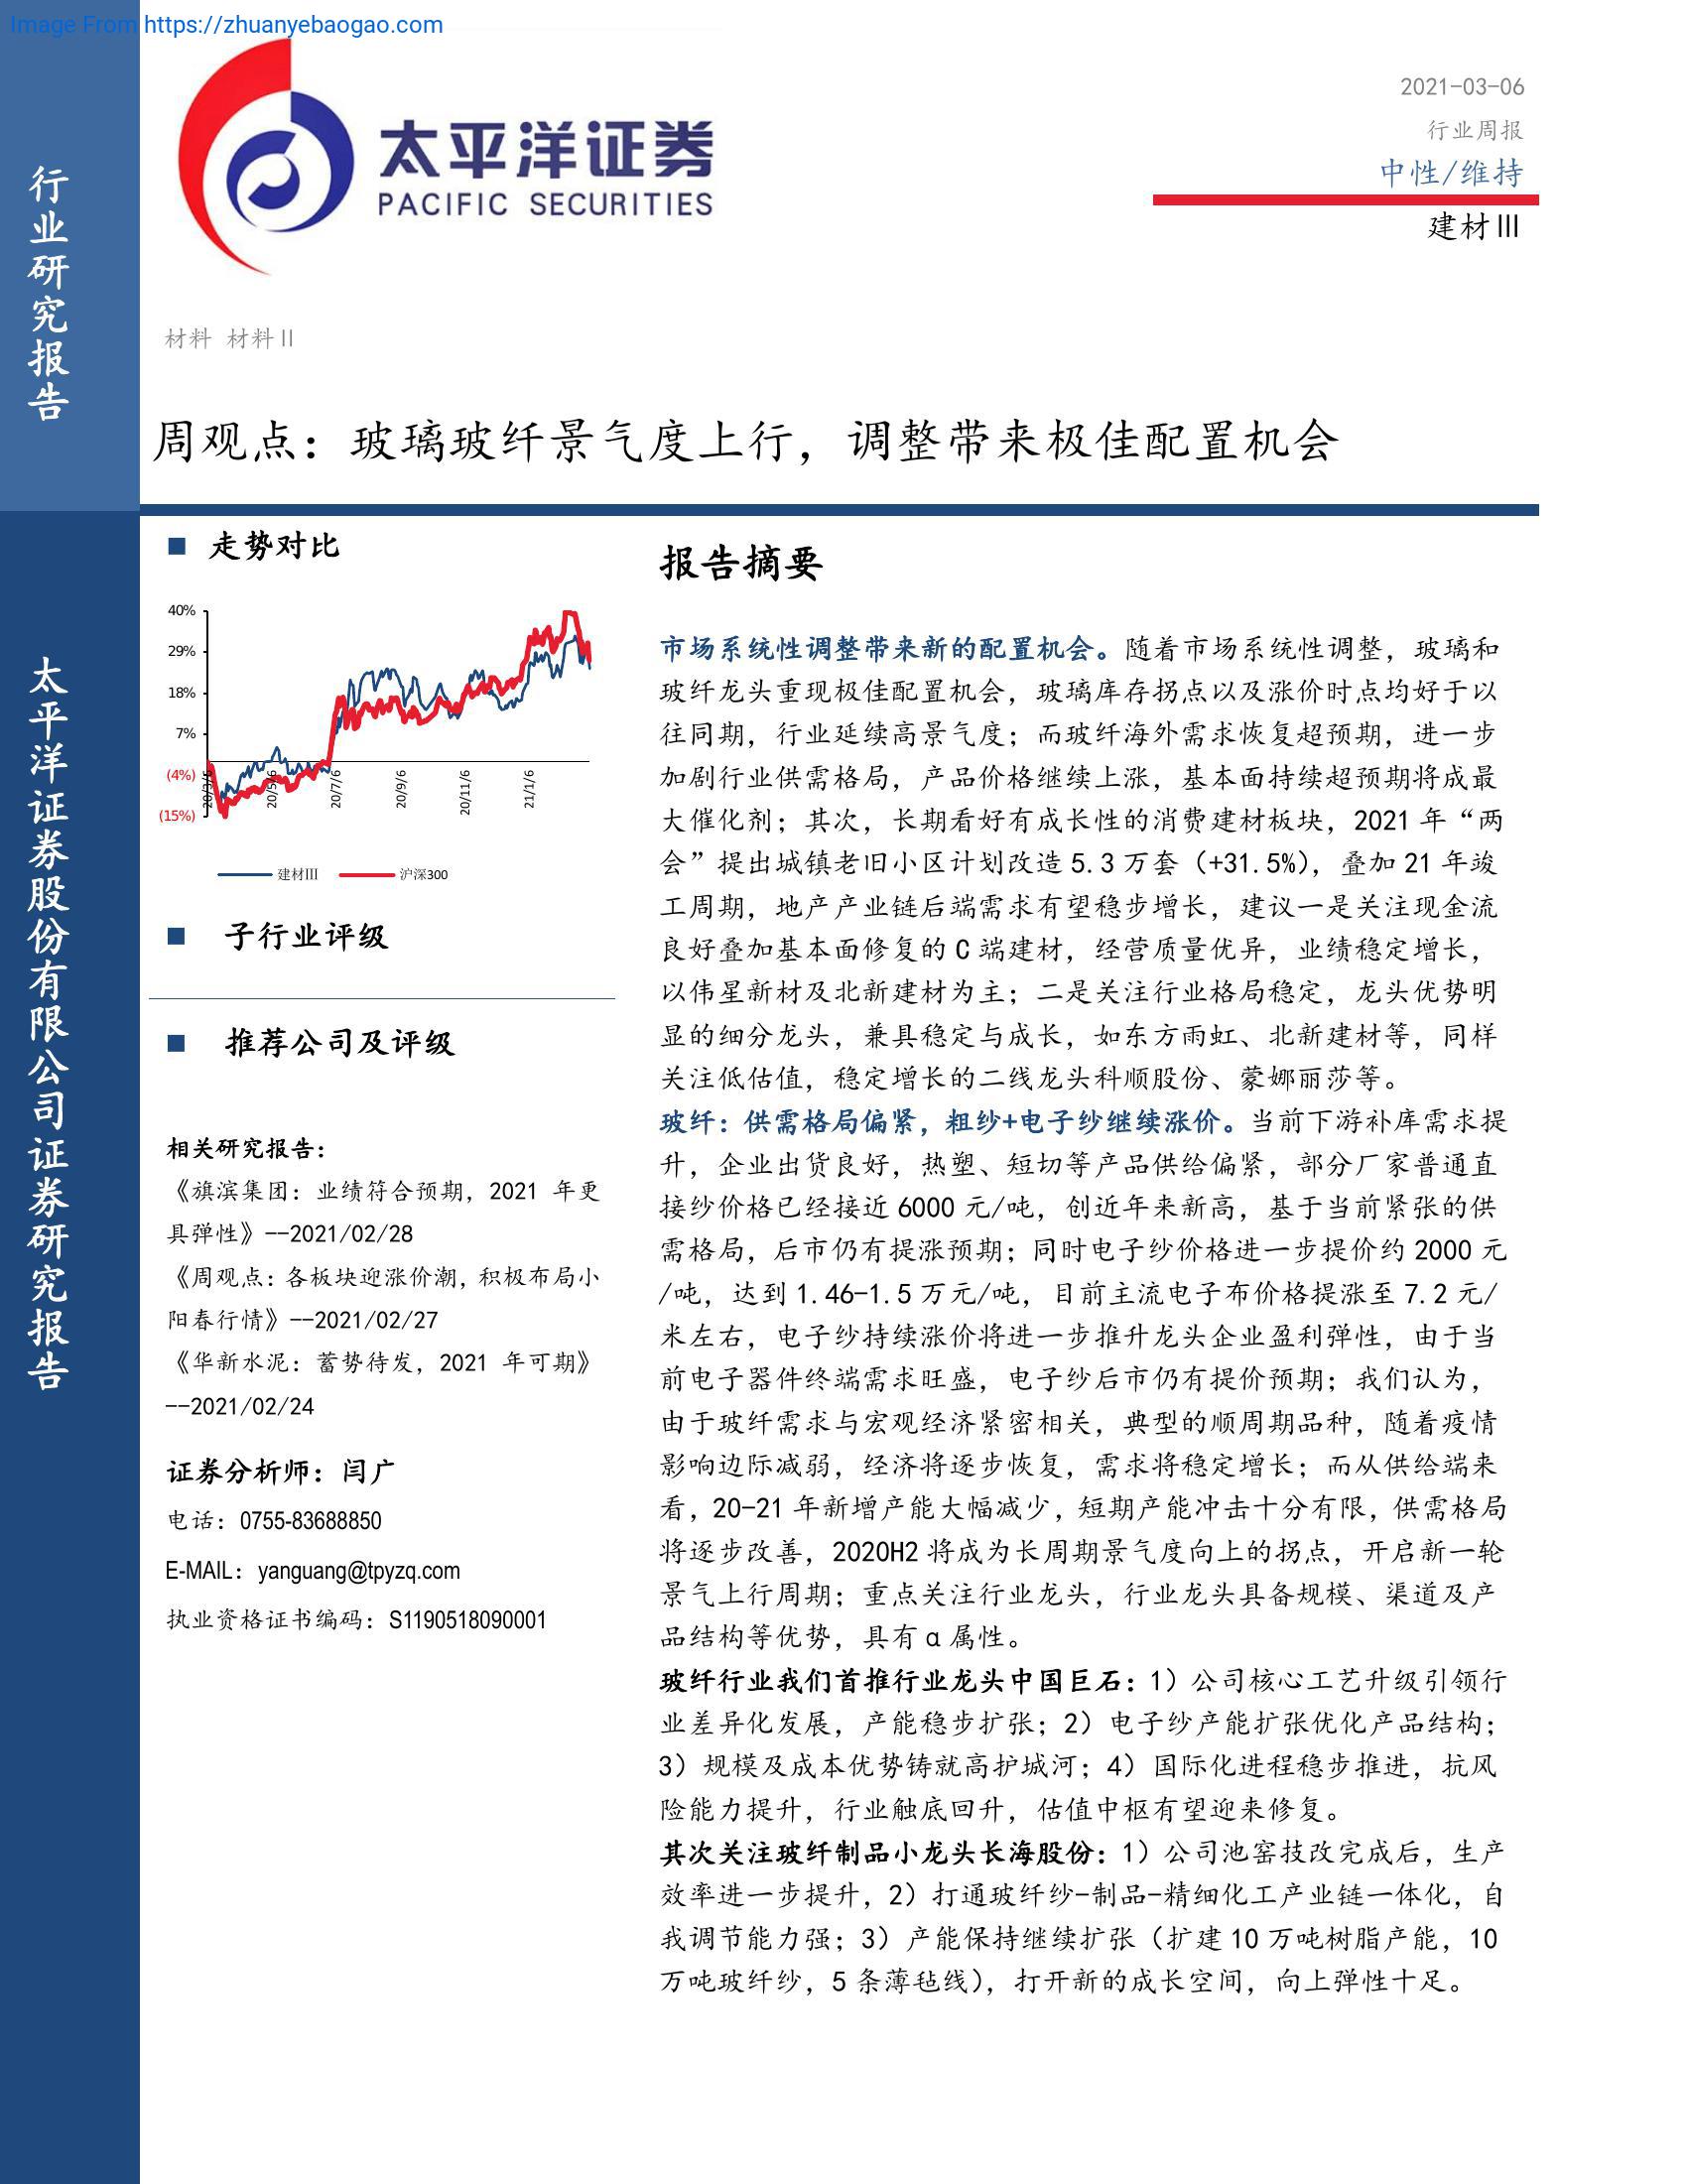 Image From https://zhuanyebaogao.com
行业研究报告
太平洋证券股份有限公司证券研究报告
太平洋证券
PACIFIC SECURITIES
2021-03-06
行业周报
中性/维持
建材Ⅲ
材料 材料Ⅱ
周观点：玻璃玻纤景气度上行，调整带来极佳配置机会
走势对比
40%
29%
18%
7%
(4%)
(15%)
20/3/6
20/5/6
20/7/6
20/9/6
20/11/6
21/1/6
建材Ⅲ 沪深300
子行业评级
推荐公司及评级
相关研究报告：
《旗滨集团：业绩符合预期，2021 年更
具弹性》--2021/02/28
《周观点：各板块迎涨价潮，积极布局小
阳春行情》--2021/02/27
《华新水泥：蓄势待发，2021 年可期》
--2021/02/24
证券分析师：闫广
电话：0755-83688850
E-MAIL：yanguang@tpyzq.com
执业资格证书编码：S1190518090001
报告摘要
市场系统性调整带来新的配置机会。随着市场系统性调整，玻璃和
玻纤龙头重现极佳配置机会，玻璃库存拐点以及涨价时点均好于以
往同期，行业延续高景气度；而玻纤海外需求恢复超预期，进一步
加剧行业供需格局，产品价格继续上涨，基本面持续超预期将成最
大催化剂；其次，长期看好有成长性的消费建材板块，2021 年“两
会”提出城镇老旧小区计划改造 5.3 万套（+31.5%），叠加 21 年竣
工周期，地产产业链后端需求有望稳步增长，建议一是关注现金流
良好叠加基本面修复的 C 端建材，经营质量优异，业绩稳定增长，
以伟星新材及北新建材为主；二是关注行业格局稳定，龙头优势明
显的细分龙头，兼具稳定与成长，如东方雨虹、北新建材等，同样
关注低估值，稳定增长的二线龙头科顺股份、蒙娜丽莎等。
玻纤：供需格局偏紧，粗纱+电子纱继续涨价。当前下游补库需求提
升，企业出货良好，热塑、短切等产品供给偏紧，部分厂家普通直
接纱价格已经接近 6000 元/吨，创近年来新高，基于当前紧张的供
需格局，后市仍有提涨预期；同时电子纱价格进一步提价约 2000 元
/吨，达到 1.46-1.5 万元/吨，目前主流电子布价格提涨至 7.2 元/
米左右，电子纱持续涨价将进一步推升龙头企业盈利弹性，由于当
前电子器件终端需求旺盛，电子纱后市仍有提价预期；我们认为，
由于玻纤需求与宏观经济紧密相关，典型的顺周期品种，随着疫情
影响边际减弱，经济将逐步恢复，需求将稳定增长；而从供给端来
看，20-21 年新增产能大幅减少，短期产能冲击十分有限，供需格局
将逐步改善，2020H2 将成为长周期景气度向上的拐点，开启新一轮
景气上行周期；重点关注行业龙头，行业龙头具备规模、渠道及产
品结构等优势，具有 α 属性。
玻纤行业我们首推行业龙头中国巨石：1）公司核心工艺升级引领行
业差异化发展，产能稳步扩张；2）电子纱产能扩张优化产品结构；
3）规模及成本优势铸就高护城河；4）国际化进程稳步推进，抗风
险能力提升，行业触底回升，估值中枢有望迎来修复。
其次关注玻纤制品小龙头长海股份：1）公司池窑技改完成后，生产
效率进一步提升，2）打通玻纤纱-制品-精细化工产业链一体化，自
我调节能力强；3）产能保持继续扩张（扩建 10 万吨树脂产能，10
万吨玻纤纱，5 条薄毡线），打开新的成长空间，向上弹性十足。